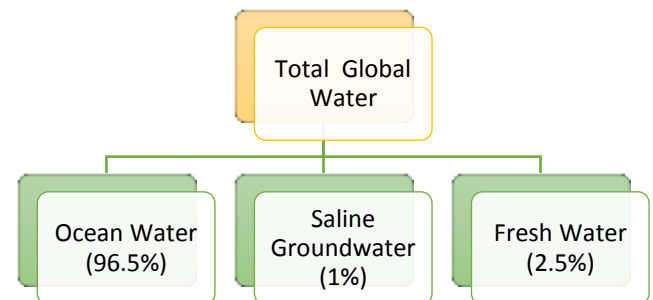 Total Global
Water
Ocean Water
(96.5%)
Saline
Groundwater
(1%)
Fresh Water
(2.5%)